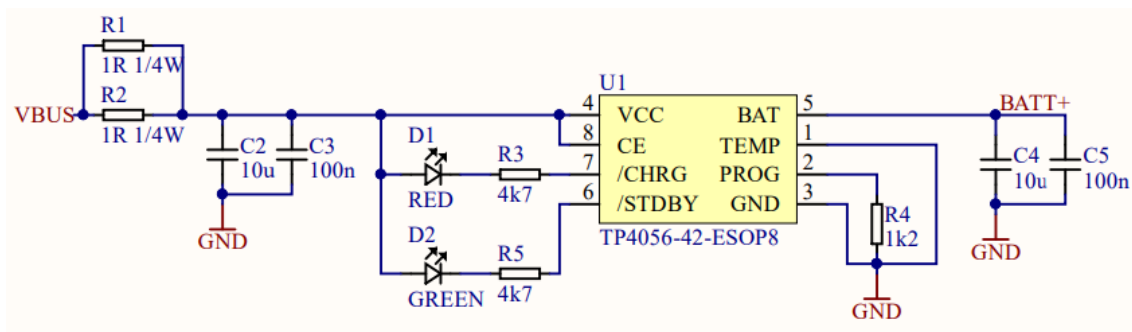 R1
1R 1/4W
R2
VBUS
1R 1/4W
C2
10u
C3
100n
GND
D1
RED
R3
4k7
D2
GREEN
R5
4k7
U1
4 VCC BAT 5
8 CE TEMP 1
7 /CHRG PROG 2
6 /STDBY GND 3
TP4056-42-ESOP8
R4
1k2
GND
BATT+
C4
10u
C5
100n
GND